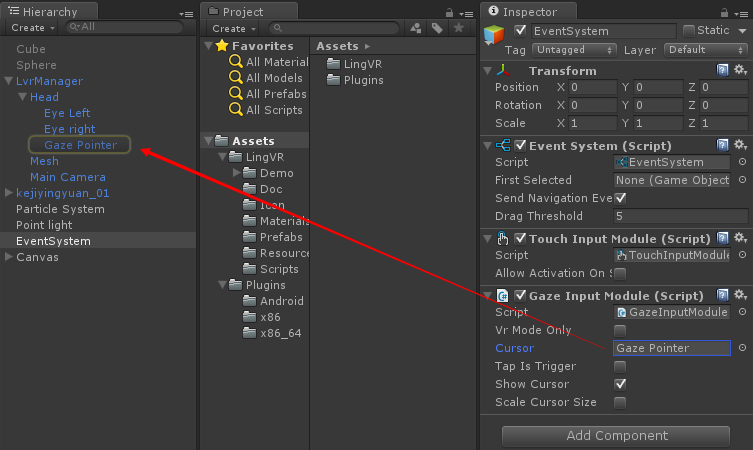 Hierarchy
Create
All
Cube
Sphere
LvrManager
Head
Eye Left
Eye right
Gaze Pointer
Mesh
Main Camera
kejiyingyuan_01
Particle System
Point light
EventSystem
Canvas
Project
Create
Favorites
All Material
All Models
All Prefabs
All Scripts
Assets
LingVR
Demo
Doc
Icon
Materials
Prefabs
Resource
Scripts
Plugins
Android
x86
x86_64
Assets
LingVR
Plugins
Inspector
EventSystem Static
Tag Untagged Layer Default
Transform
Position X 0 Y 0 Z 0
Rotation X 0 Y 0 Z 0
Scale X 1 Y 1 Z 1
Event System (Script)
Script EventSystem
First Selected None (Game Object
Send Navigation Eve
Drag Threshold 5
Touch Input Module (Script)
Script TouchInputModule
Allow Activation On S
Gaze Input Module (Script)
Script GazeInputModule
Vr Mode Only
Cursor Gaze Pointer
Tap Is Trigger
Show Cursor
Scale Cursor Size
Add Component